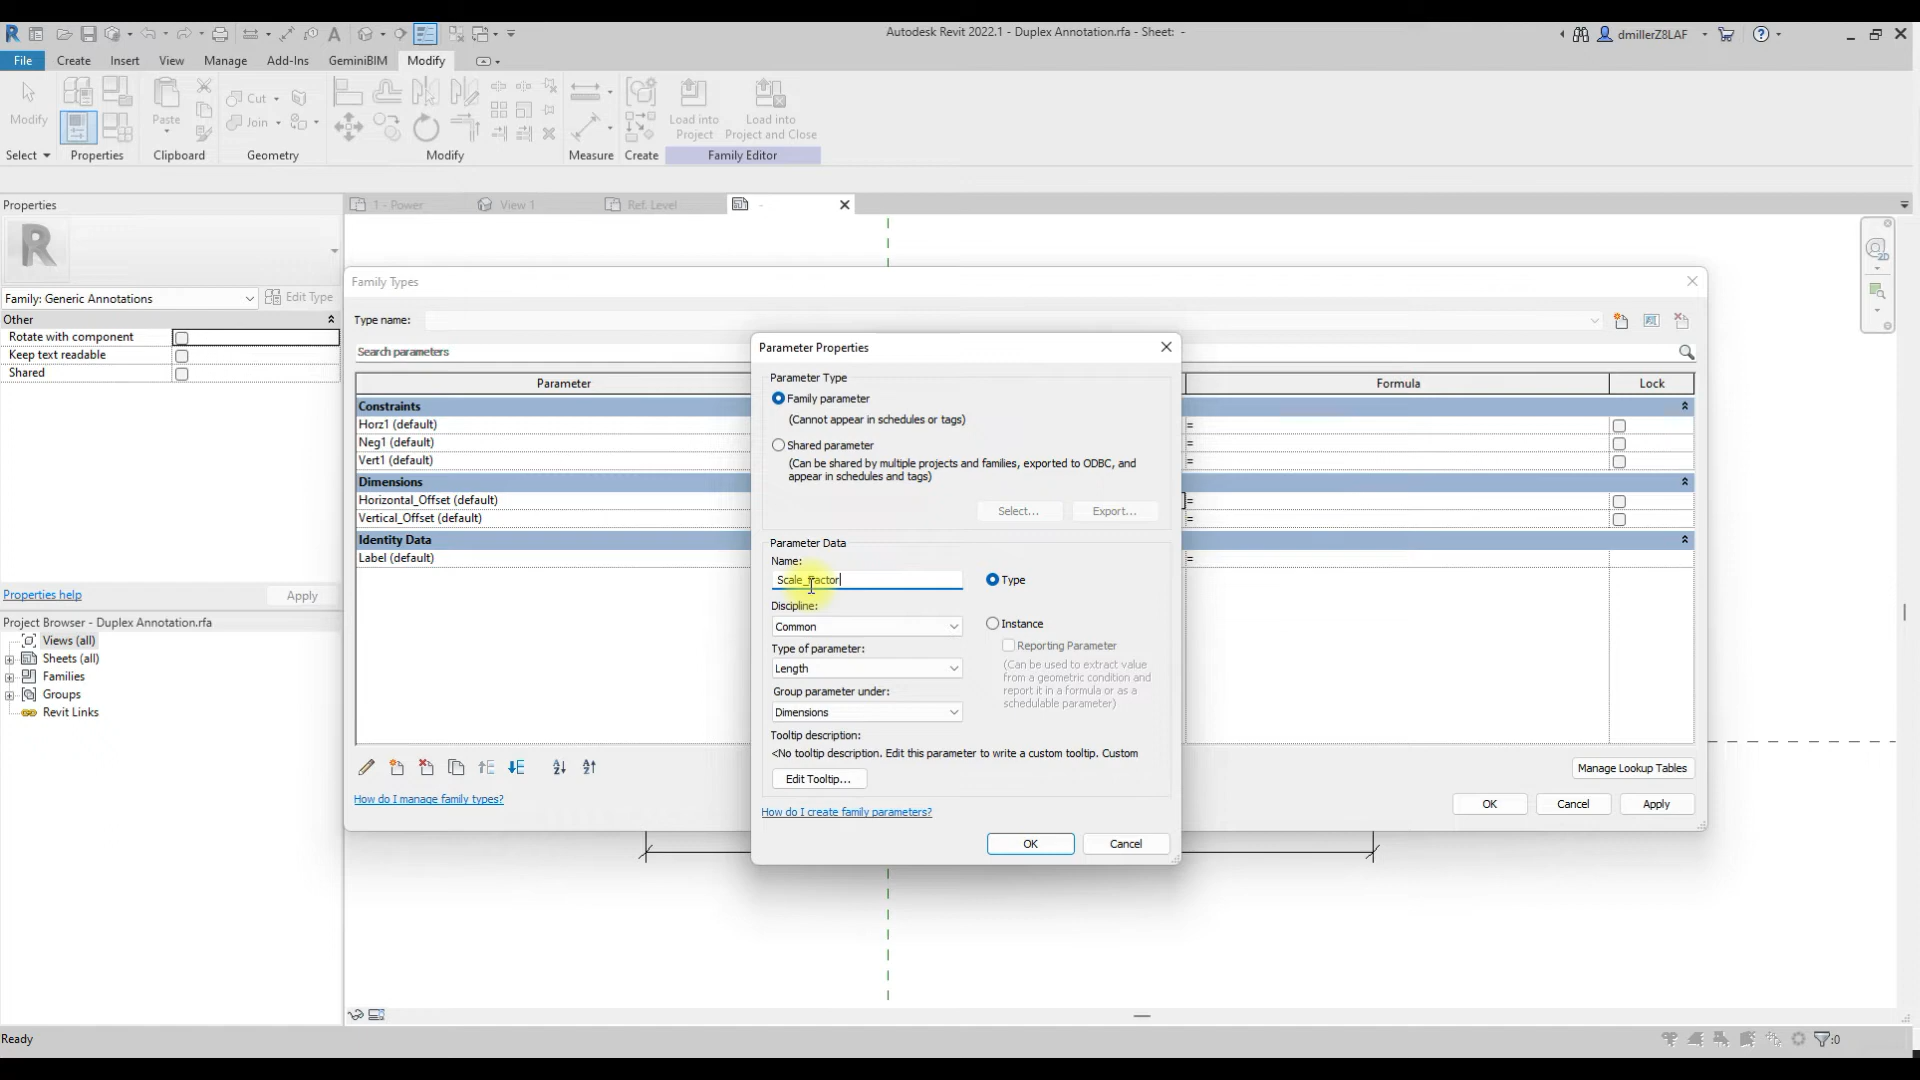 Autodesk Revit 2022.1 - Duplex Annotation.rfa - Sheet: -
dmillerZ8LAF
File Create Insert View Manage Add-Ins GeminiBIM Modify
Modify
Paste
Cut
Join
Load into
Project
Load into
Project and Close
Select Properties Clipboard Geometry Modify Measure Create Family Editor
Properties
1 - Power View 1 Ref. Level -
Family: Generic Annotations Edit Type
Other
Rotate with component
Keep text readable
Shared
Properties help Apply
Project Browser - Duplex Annotation.rfa
Views (all)
Sheets (all)
Families
Groups
Revit Links
Family Types
Type name:
Search parameters
Parameter Formula Lock
Constraints
Horz1 (default) =
Neg1 (default) =
Vert1 (default) =
Dimensions
Horizontal_Offset (default) =
Vertical_Offset (default) =
Identity Data
Label (default) =
Manage Lookup Tables
How do I manage family types?
OK Cancel Apply
Parameter Properties
Parameter Type
Family parameter
(Cannot appear in schedules or tags)
Shared parameter
(Can be shared by multiple projects and families, exported to ODBC, and
appear in schedules and tags)
Select... Export...
Parameter Data
Name:
Scale_Factor
Type
Discipline:
Common
Instance
Type of parameter:
Reporting Parameter
Length
(Can be used to extract value
from a geometric condition and
report it in a formula or as a
schedulable parameter)
Group parameter under:
Dimensions
Tooltip description:
<No tooltip description. Edit this parameter to write a custom tooltip. Custom
Edit Tooltip...
How do I create family parameters?
OK Cancel
Ready
:0